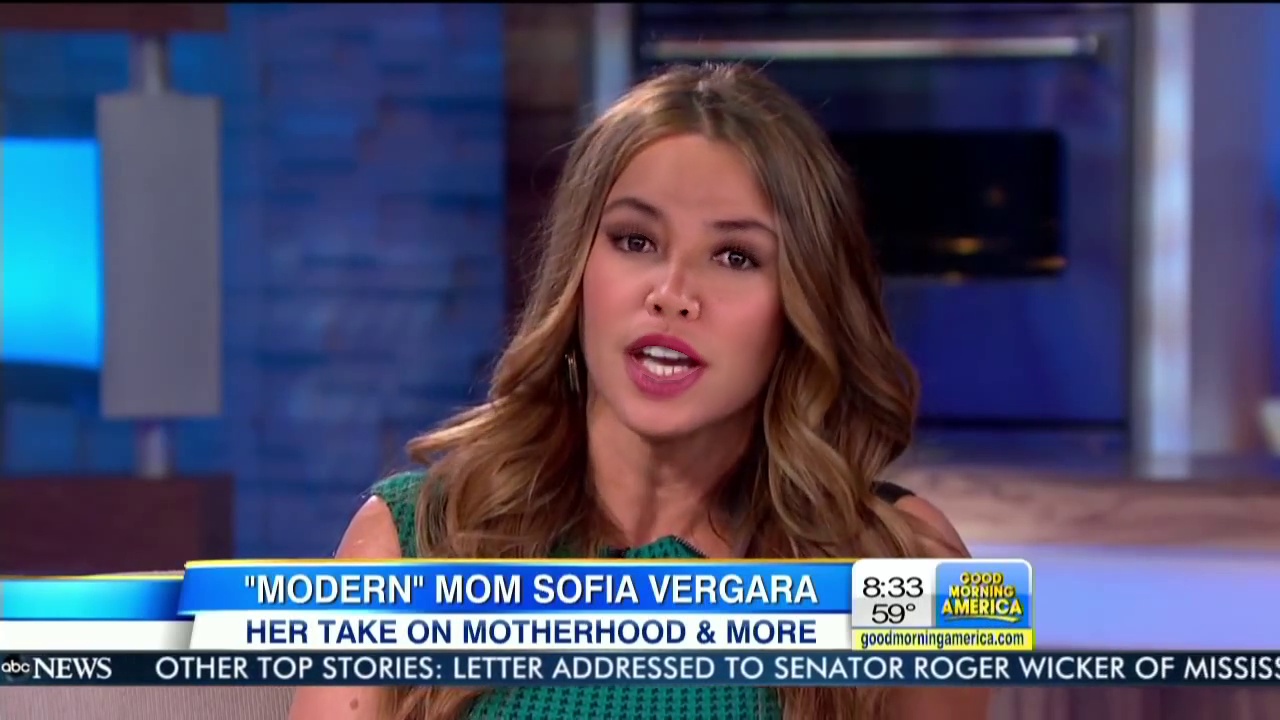 "MODERN" MOM SOFIA VERGARA
HER TAKE ON MOTHERHOOD & MORE
8:33
59°
GOOD
MORNING
AMERICA
goodmorningamerica.com
abc NEWS
OTHER TOP STORIES: LETTER ADDRESSED TO SENATOR ROGER WICKER OF MISSIS